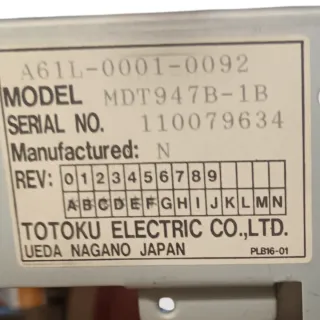 A61L-0001-0092
MODEL MDT947B-1B
SERIAL NO. 110079634
Manufactured: N
REV: 0 1 2 3 4 5 6 7 8 9
A B C D E F G H I J K L M N
TOTOKU ELECTRIC CO.,LTD.
UEDA NAGANO JAPAN PLB16-01